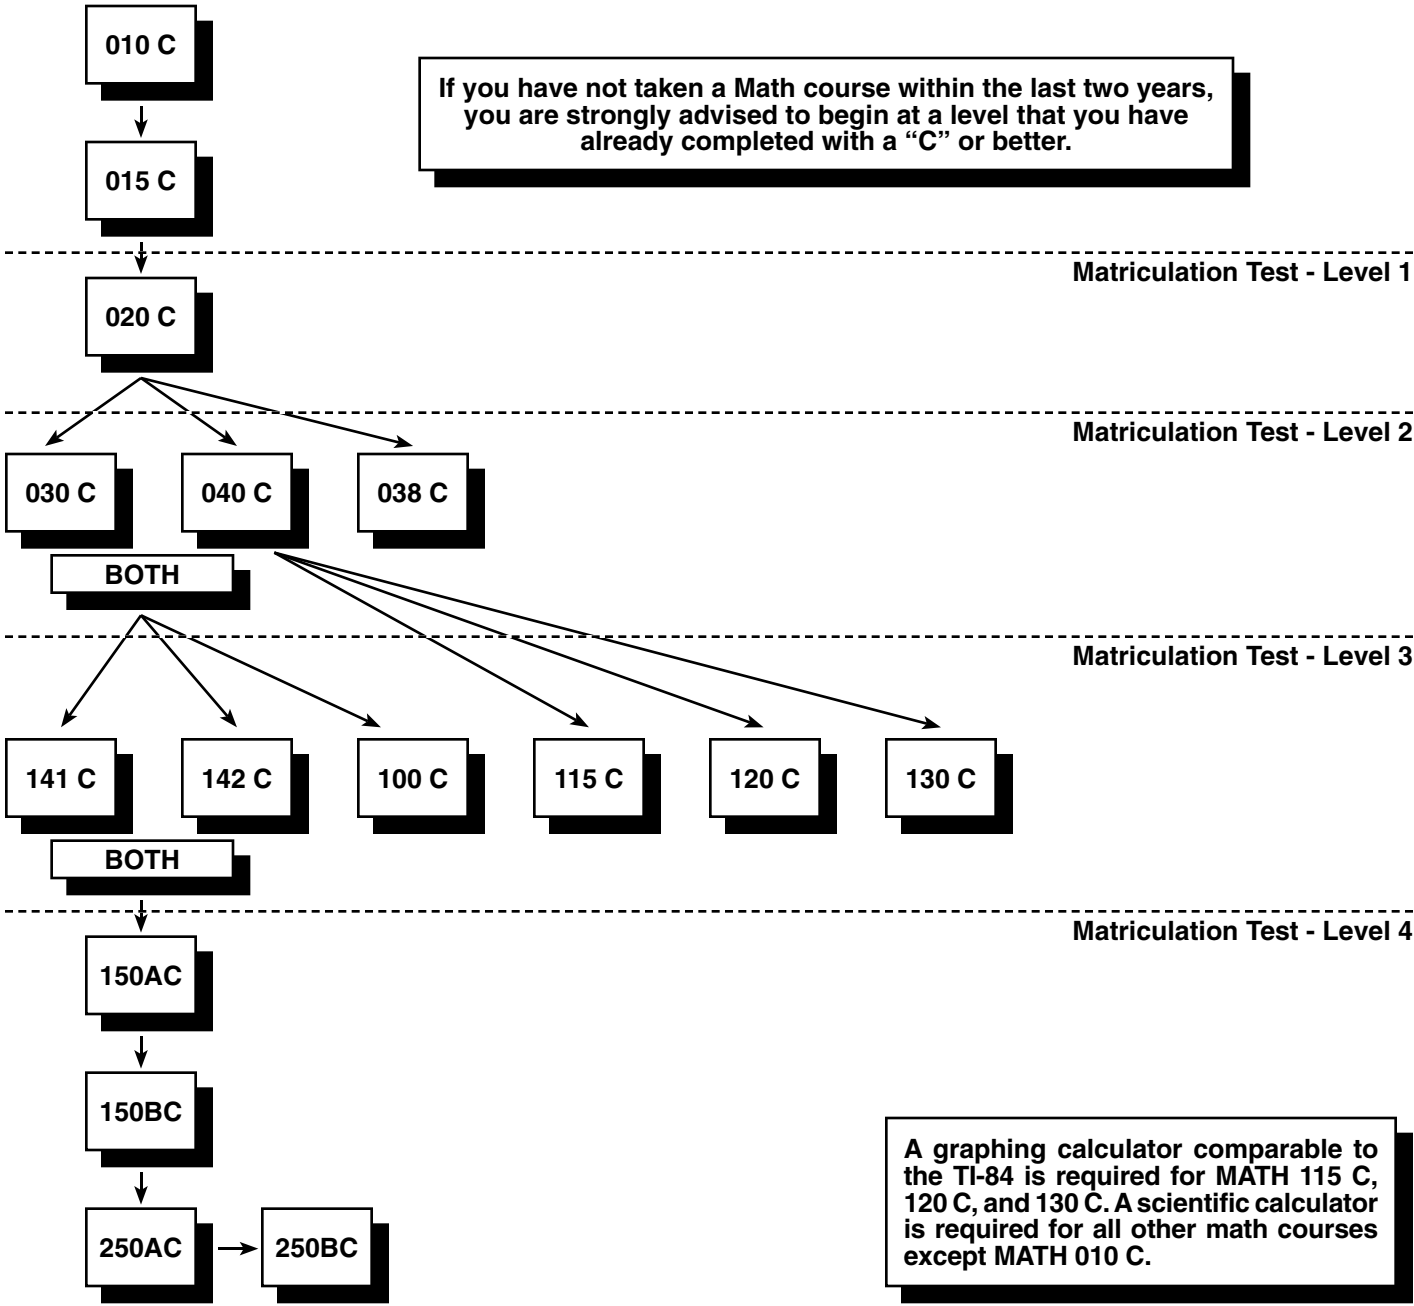 010 C
If you have not taken a Math course within the last two years,
you are strongly advised to begin at a level that you have
already completed with a “C” or better.
015 C
Matriculation Test - Level 1
020 C
Matriculation Test - Level 2
030 C
040 C
038 C
BOTH
Matriculation Test - Level 3
141 C
142 C
100 C
115 C
120 C
130 C
BOTH
Matriculation Test - Level 4
150AC
150BC
250AC
250BC
A graphing calculator comparable to
the TI-84 is required for MATH 115 C,
120 C, and 130 C. A scientific calculator
is required for all other math courses
except MATH 010 C.